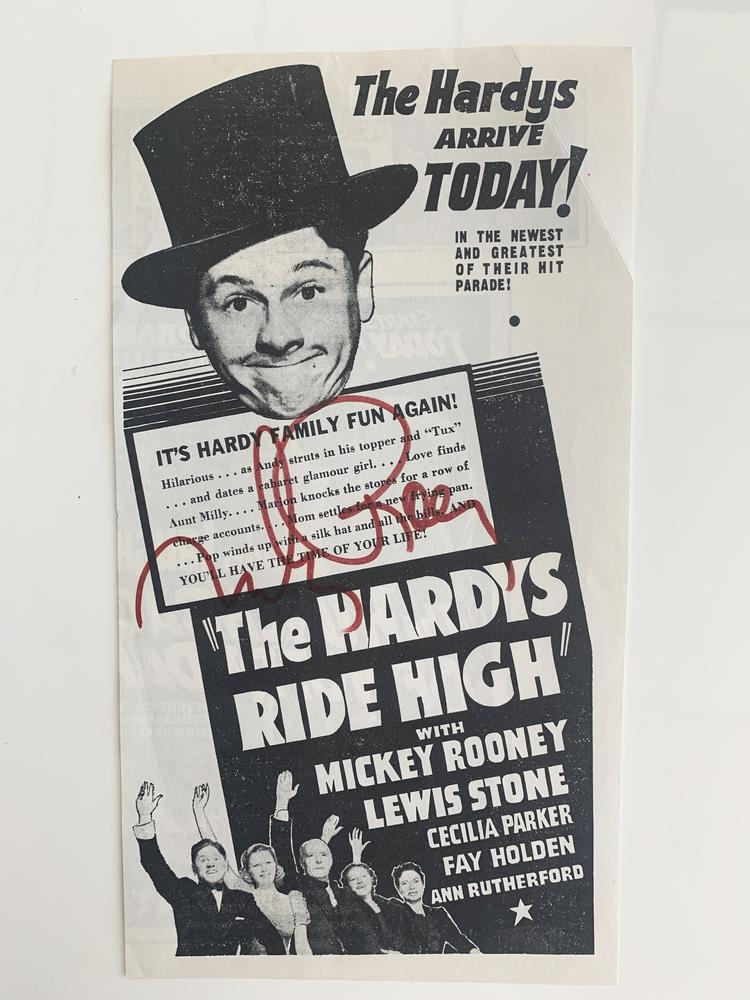 The Hardys
ARRIVE
TODAY!
IN THE NEWEST
AND GREATEST
OF THEIR HIT
PARADE!
IT'S HARDY FAMILY FUN AGAIN!
Hilarious . . . as Andy struts in his topper and “Tux”
. . . and dates a cabaret glamour girl. . . . Love finds
Aunt Milly. . . . Marion knocks the stores for a row of
charge accounts. . . . Mom settles for a new frying pan.
. . . Pop winds up with a silk hat and all the bills. AND
YOU'LL HAVE THE TIME OF YOUR LIFE!
"The HARDYS
RIDE HIGH"
WITH
MICKEY ROONEY
LEWIS STONE
CECILIA PARKER
FAY HOLDEN
ANN RUTHERFORD